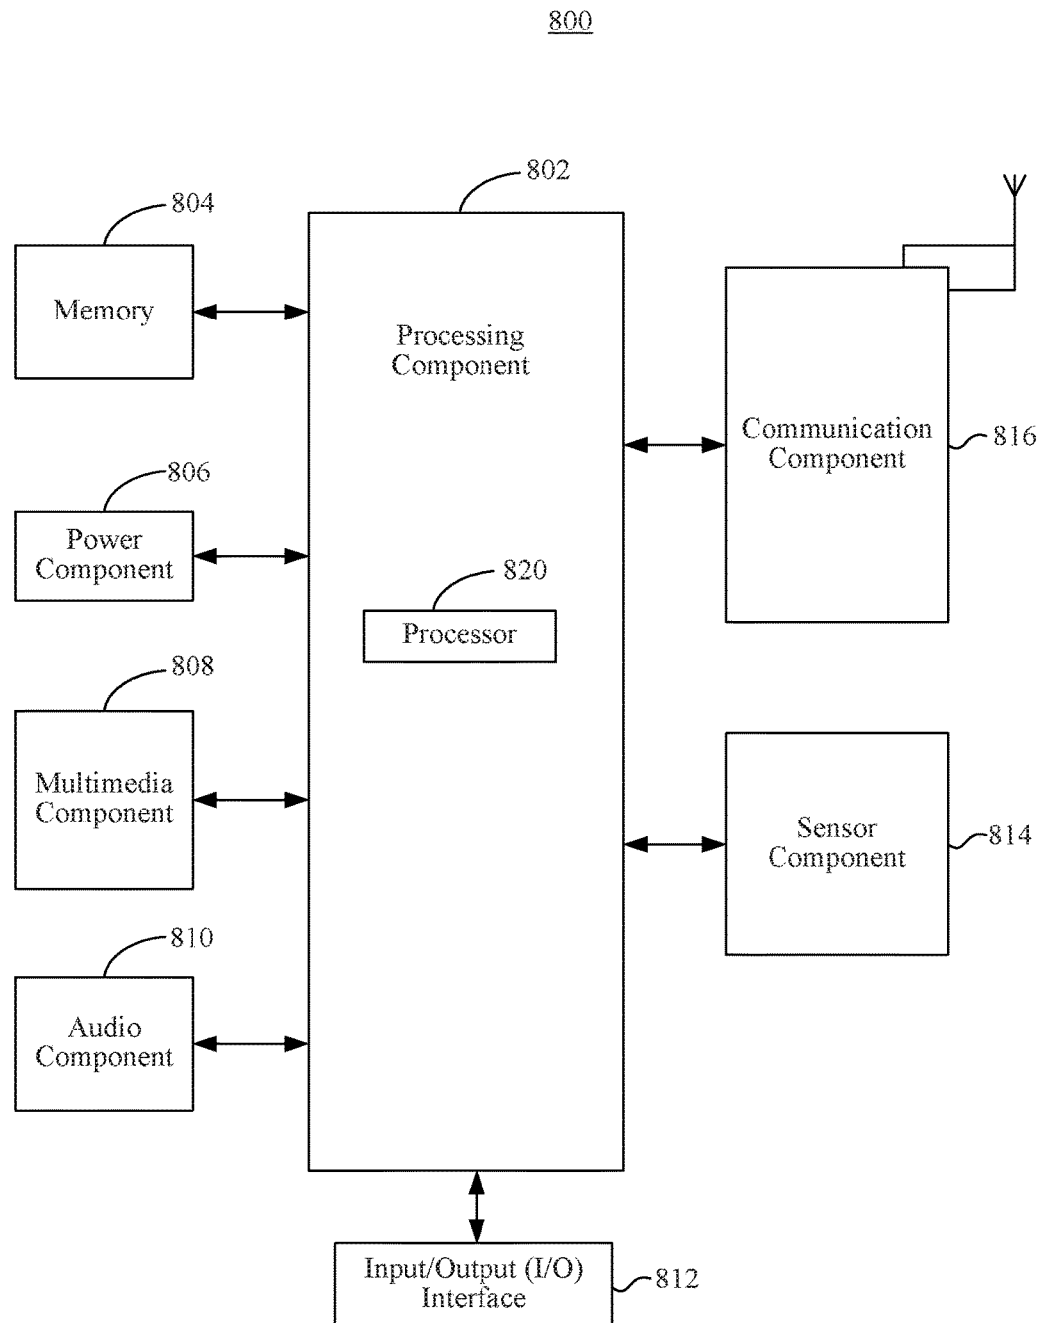 800
802
804
Memory
Processing
Component
Communication
Component
816
806
Power
Component
820
Processor
808
Multimedia
Component
Sensor
Component
814
810
Audio
Component
Input/Output (I/O)
Interface
812